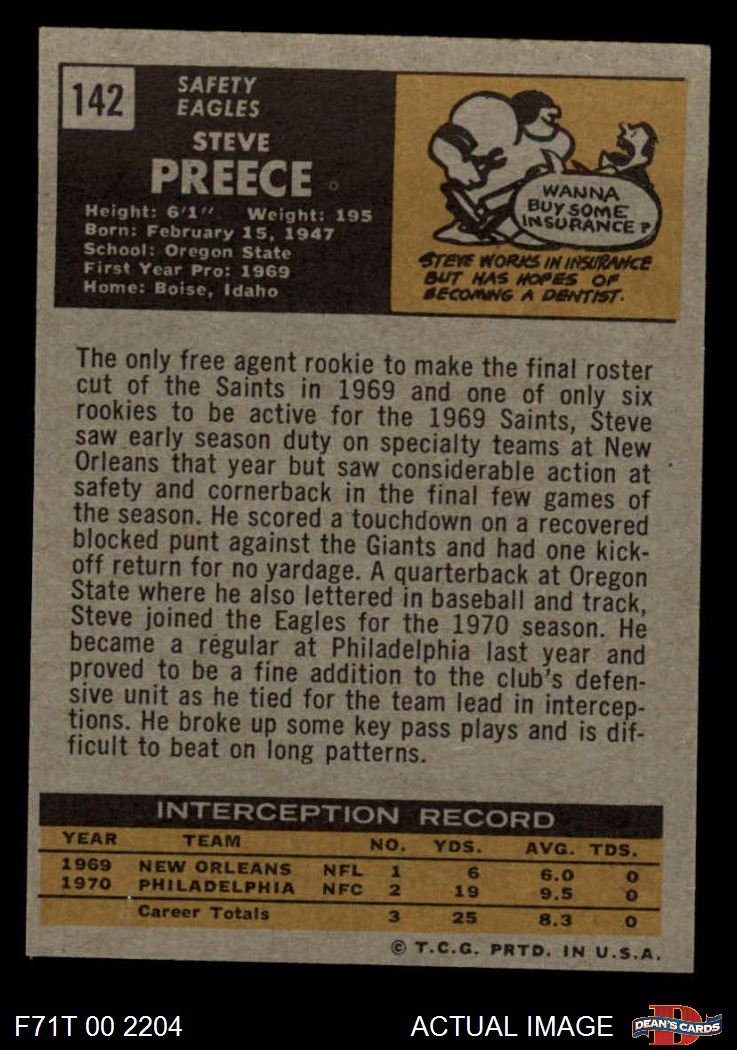 142
SAFETY
EAGLES
STEVE
PREECE
Height: 6'1" Weight: 195
Born: February 15, 1947
School: Oregon State
First Year Pro: 1969
Home: Boise, Idaho
WANNA
BUY SOME
INSURANCE?
STEVE WORKS IN INSURANCE
BUT HAS HOPES OF
BECOMING A DENTIST.
The only free agent rookie to make the final roster
cut of the Saints in 1969 and one of only six
rookies to be active for the 1969 Saints, Steve
saw early season duty on specialty teams at New
Orleans that year but saw considerable action at
safety and cornerback in the final few games of
the season. He scored a touchdown on a recovered
blocked punt against the Giants and had one kick-
off return for no yardage. A quarterback at Oregon
State where he also lettered in baseball and track,
Steve joined the Eagles for the 1970 season. He
became a regular at Philadelphia last year and
proved to be a fine addition to the club's defen-
sive unit as he tied for the team lead in intercep-
tions. He broke up some key pass plays and is dif-
ficult to beat on long patterns.
INTERCEPTION RECORD
YEAR TEAM NO. YDS. AVG. TDS.
1969 NEW ORLEANS NFL 1 6 6.0 0
1970 PHILADELPHIA NFC 2 19 9.5 0
Career Totals 3 25 8.3 0
© T.C.G. PRTD. IN U.S.A.
F71T 00 2204 ACTUAL IMAGE DEAN'S CARDS